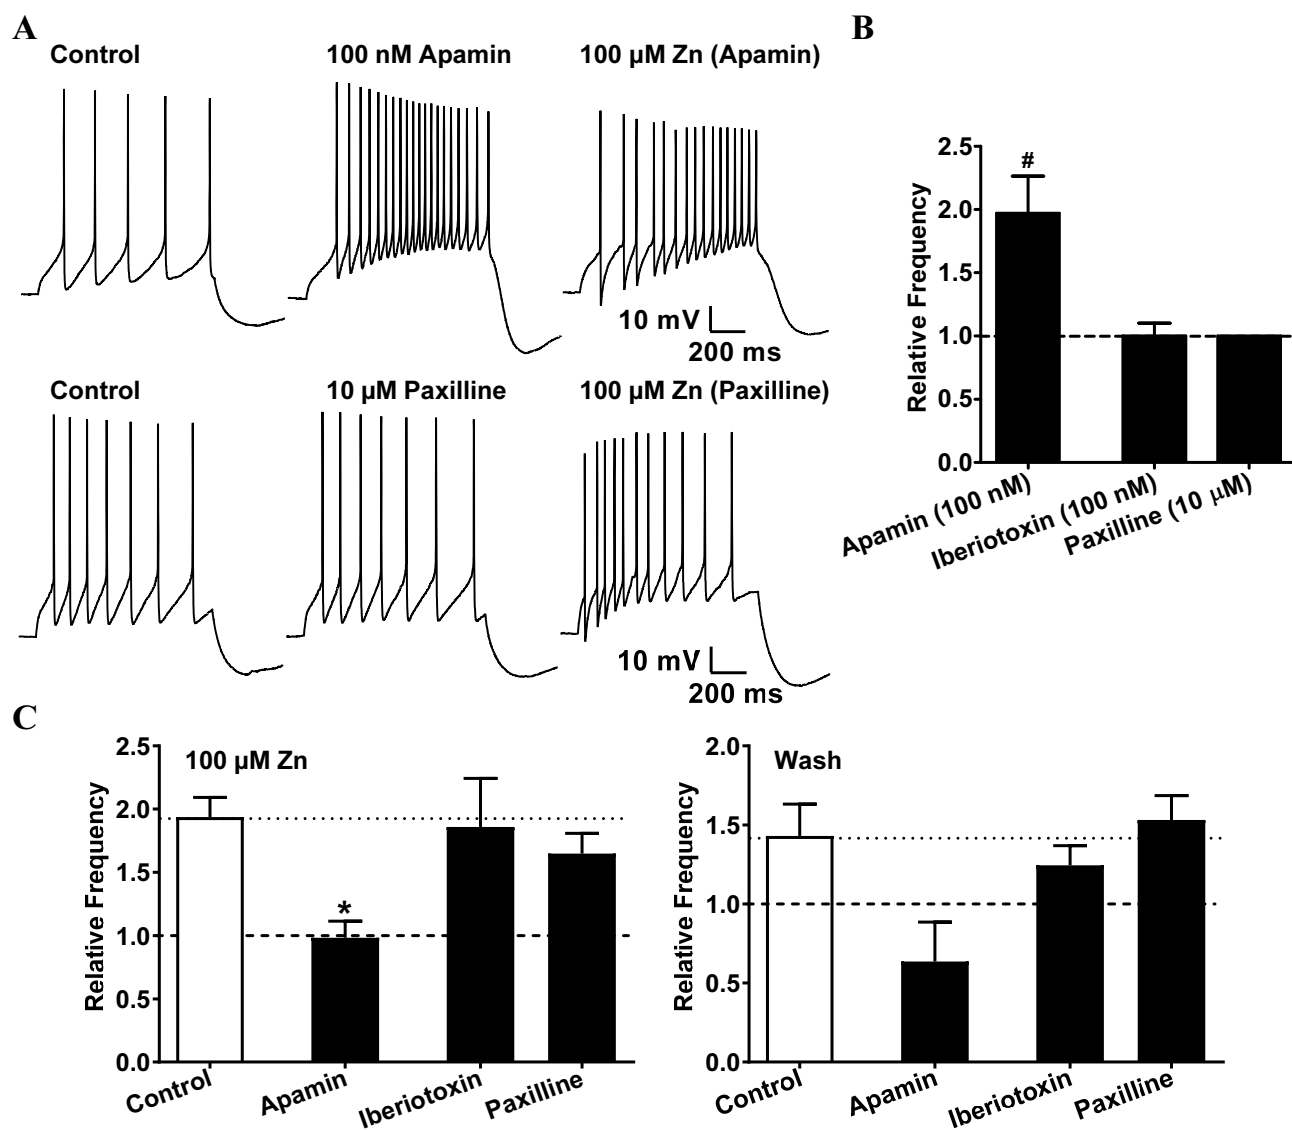 A
B
Control
100 nM Apamin
100 µM Zn (Apamin)
10 mV
200 ms
Control
10 µM Paxilline
100 µM Zn (Paxilline)
10 mV
200 ms
Relative Frequency
2.5
2.0
1.5
1.0
0.5
0.0
#
Apamin (100 nM)
Iberiotoxin (100 nM)
Paxilline (10 µM)
C
100 µM Zn
Relative Frequency
2.5
2.0
1.5
1.0
0.5
0.0
*
Control
Apamin
Iberiotoxin
Paxilline
Wash
Relative Frequency
2.0
1.5
1.0
0.5
0.0
Control
Apamin
Iberiotoxin
Paxilline